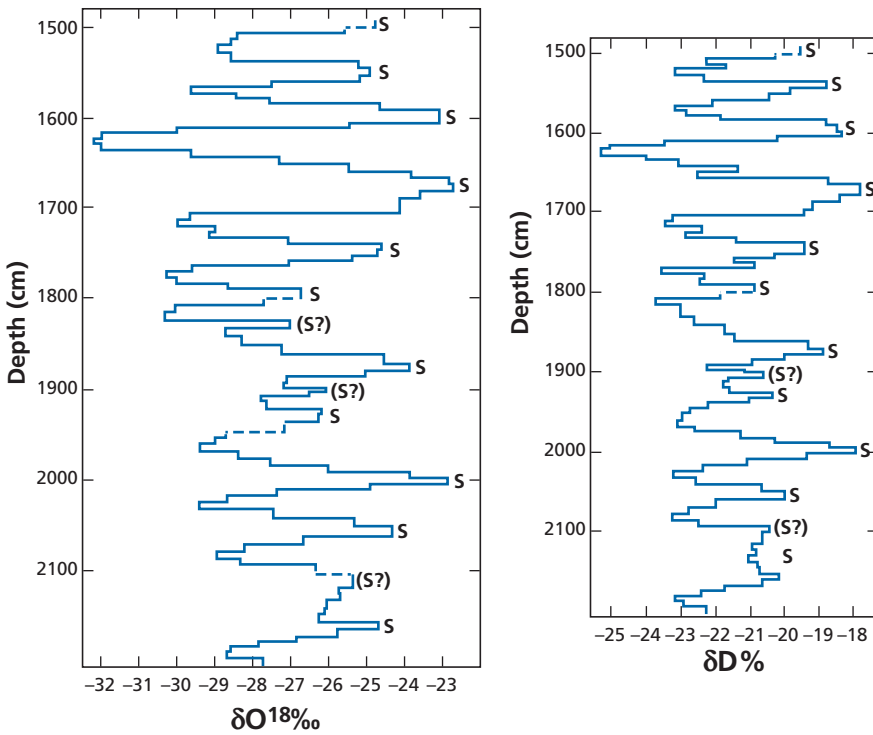 1500
1600
1700
1800
1900
2000
2100
Depth (cm)
S
S
S
S
S
S
(S?)
S
(S?)
S
S
S
(S?)
S
–32 –31 –30 –29 –28 –27 –26 –25 –24 –23
δO¹⁸‰
1500
1600
1700
1800
1900
2000
2100
Depth (cm)
S
S
S
S
S
S
S
(S?)
S
S
S
(S?)
S
–25 –24 –23 –22 –21 –20 –19 –18
δD%